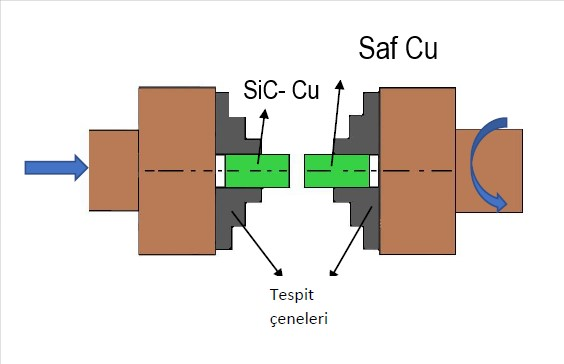 Saf Cu
SiC- Cu
Tespit
çeneleri